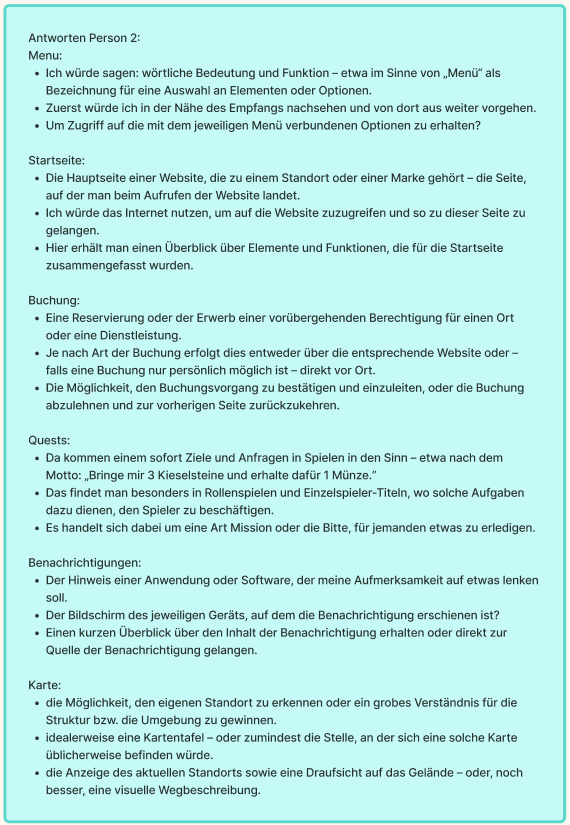 Antworten Person 2:
Menu:
• Ich würde sagen: wörtliche Bedeutung und Funktion – etwa im Sinne von „Menü“ als
Bezeichnung für eine Auswahl an Elementen oder Optionen.
• Zuerst würde ich in der Nähe des Empfangs nachsehen und von dort aus weiter vorgehen.
• Um Zugriff auf die mit dem jeweiligen Menü verbundenen Optionen zu erhalten?
Startseite:
• Die Hauptseite einer Website, die zu einem Standort oder einer Marke gehört – die Seite,
auf der man beim Aufrufen der Website landet.
• Ich würde das Internet nutzen, um auf die Website zuzugreifen und so zu dieser Seite zu
gelangen.
• Hier erhält man einen Überblick über Elemente und Funktionen, die für die Startseite
zusammengefasst wurden.
Buchung:
• Eine Reservierung oder der Erwerb einer vorübergehenden Berechtigung für einen Ort
oder eine Dienstleistung.
• Je nach Art der Buchung erfolgt dies entweder über die entsprechende Website oder –
falls eine Buchung nur persönlich möglich ist – direkt vor Ort.
• Die Möglichkeit, den Buchungsvorgang zu bestätigen und einzuleiten, oder die Buchung
abzulehnen und zur vorherigen Seite zurückzukehren.
Quests:
• Da kommen einem sofort Ziele und Anfragen in Spielen in den Sinn – etwa nach dem
Motto: „Bringe mir 3 Kieselsteine und erhalte dafür 1 Münze.“
• Das findet man besonders in Rollenspielen und Einzelspieler-Titeln, wo solche Aufgaben
dazu dienen, den Spieler zu beschäftigen.
• Es handelt sich dabei um eine Art Mission oder die Bitte, für jemanden etwas zu erledigen.
Benachrichtigungen:
• Der Hinweis einer Anwendung oder Software, der meine Aufmerksamkeit auf etwas lenken
soll.
• Der Bildschirm des jeweiligen Geräts, auf dem die Benachrichtigung erschienen ist?
• Einen kurzen Überblick über den Inhalt der Benachrichtigung erhalten oder direkt zur
Quelle der Benachrichtigung gelangen.
Karte:
• die Möglichkeit, den eigenen Standort zu erkennen oder ein grobes Verständnis für die
Struktur bzw. die Umgebung zu gewinnen.
• idealerweise eine Kartentafel – oder zumindest die Stelle, an der sich eine solche Karte
üblicherweise befinden würde.
• die Anzeige des aktuellen Standorts sowie eine Draufsicht auf das Gelände – oder, noch
besser, eine visuelle Wegbeschreibung.